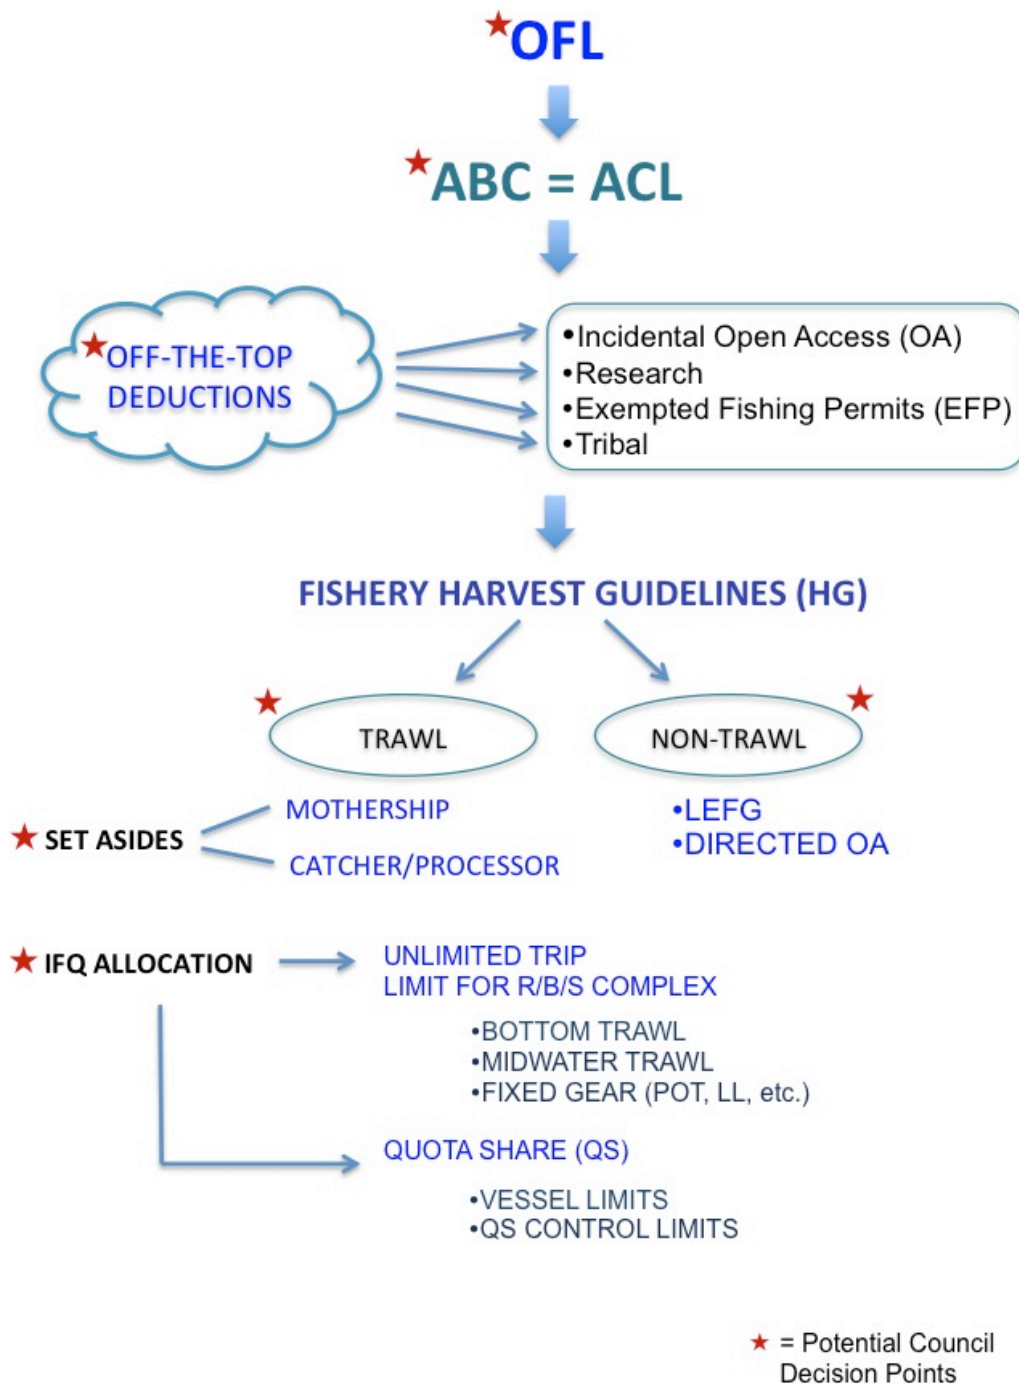 ★OFL
★ABC = ACL
★OFF-THE-TOP
DEDUCTIONS
•Incidental Open Access (OA)
•Research
•Exempted Fishing Permits (EFP)
•Tribal
FISHERY HARVEST GUIDELINES (HG)
★ TRAWL
NON-TRAWL ★
★ SET ASIDES
MOTHERSHIP
CATCHER/PROCESSOR
•LEFG
•DIRECTED OA
★ IFQ ALLOCATION
UNLIMITED TRIP
LIMIT FOR R/B/S COMPLEX
•BOTTOM TRAWL
•MIDWATER TRAWL
•FIXED GEAR (POT, LL, etc.)
QUOTA SHARE (QS)
•VESSEL LIMITS
•QS CONTROL LIMITS
★ = Potential Council
Decision Points